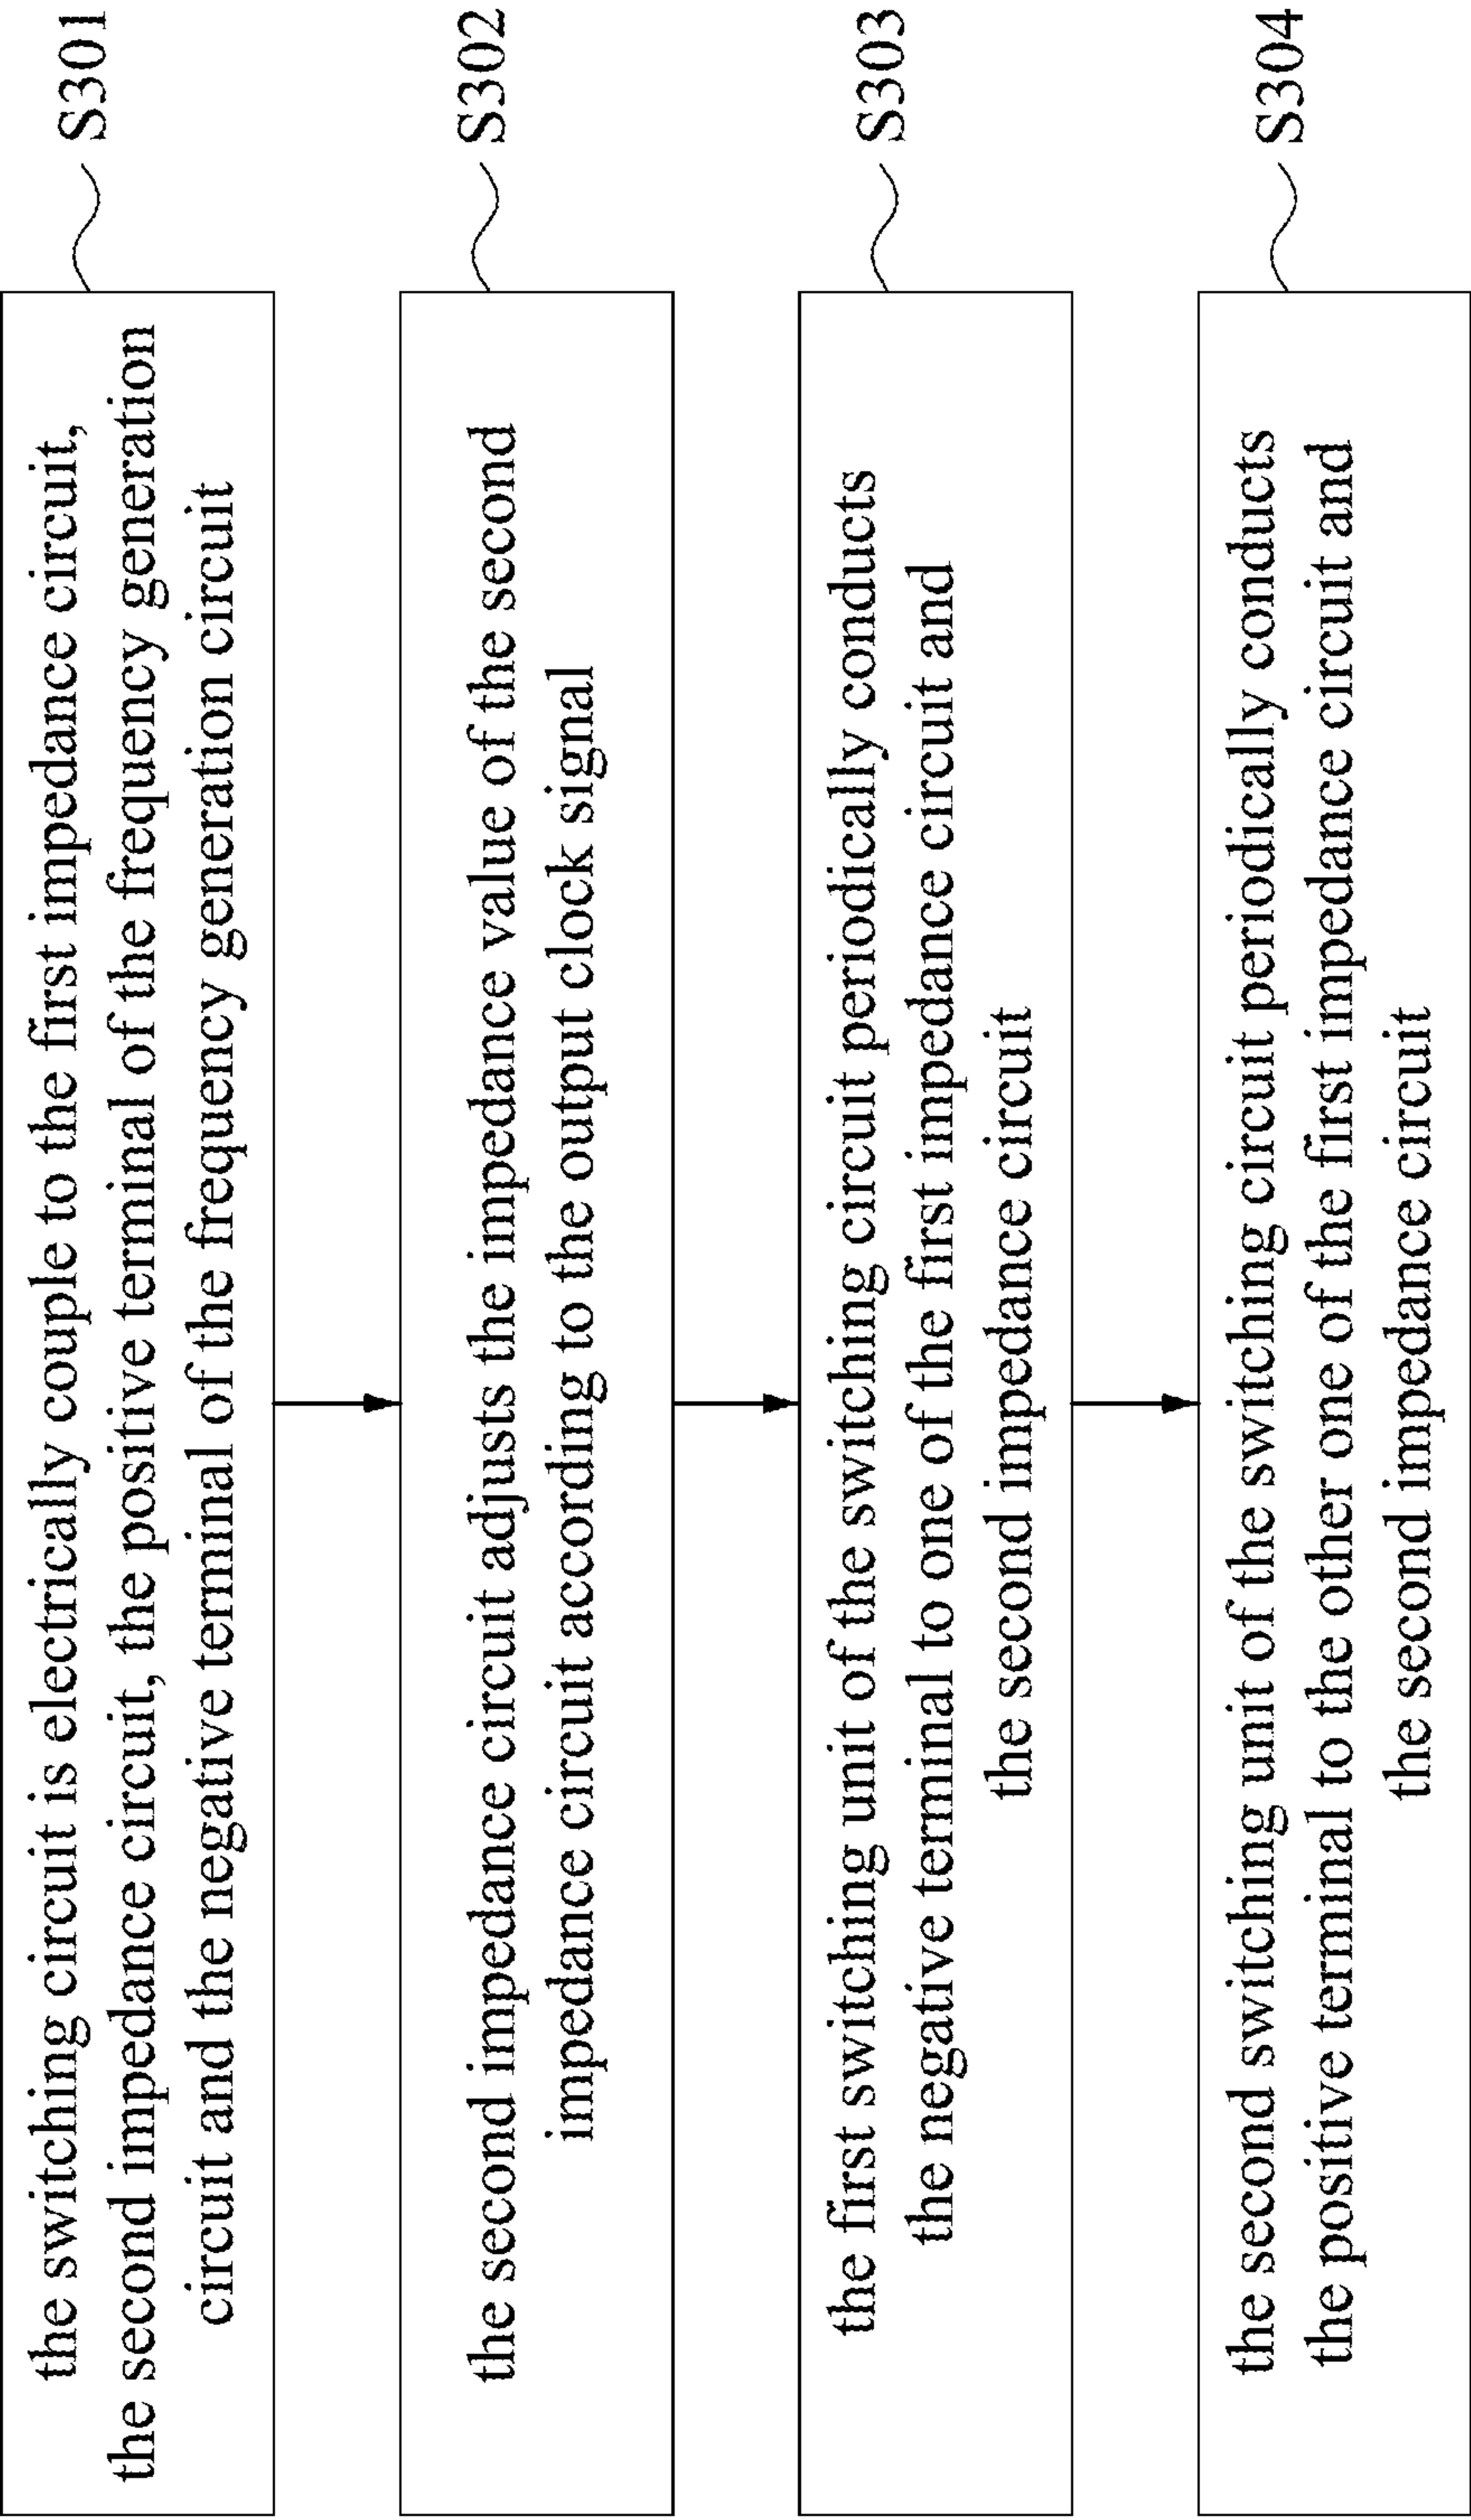 the switching circuit is electrically couple to the first impedance circuit,
the second impedance circuit, the positive terminal of the frequency generation
circuit and the negative terminal of the frequency generation circuit
S301
the second impedance circuit adjusts the impedance value of the second
impedance circuit according to the output clock signal
S302
the first switching unit of the switching circuit periodically conducts
the negative terminal to one of the first impedance circuit and
the second impedance circuit
S303
the second switching unit of the switching circuit periodically conducts
the positive terminal to the other one of the first impedance circuit and
the second impedance circuit
S304